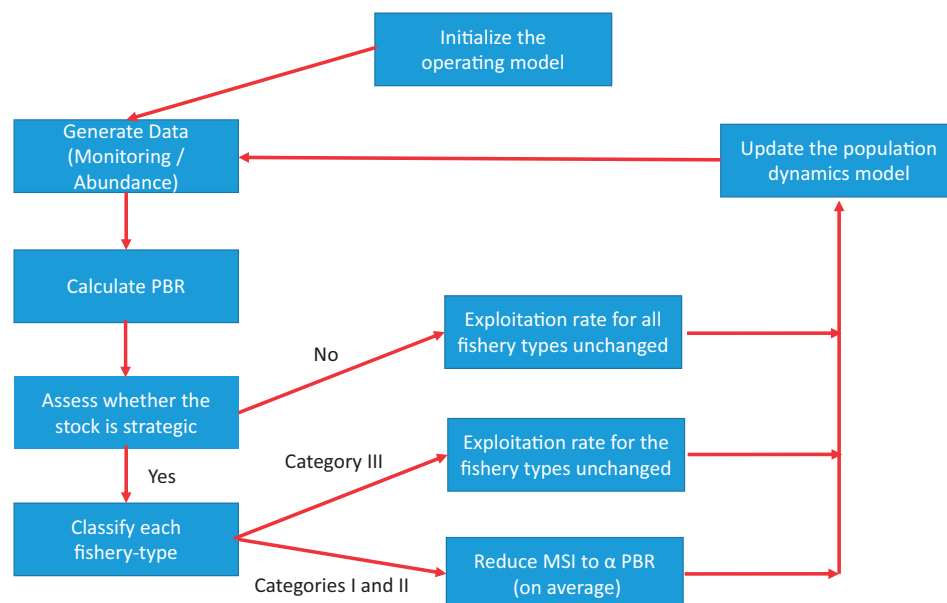 Initialize the
operating model
Generate Data
(Monitoring /
Abundance)
Update the population
dynamics model
Calculate PBR
Exploitation rate for all
fishery types unchanged
No
Assess whether the
stock is strategic
Yes
Category III
Exploitation rate for the
fishery types unchanged
Classify each
fishery-type
Categories I and II
Reduce MSI to α PBR
(on average)